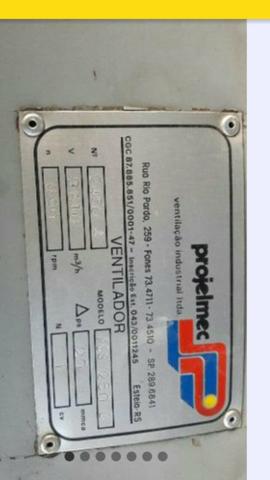 projelmec
ventilação industrial ltda.
Rua Rio Pardo, 259 - Fones 73.4711 - 73.4510 - SP. 289.6841
CGC 87.885.851/0001-47 - Inscrição Est. 043/0011245 Esteio-RS
VENTILADOR
Nº MODELO
V m³/h Δps mmca
n rpm N cv